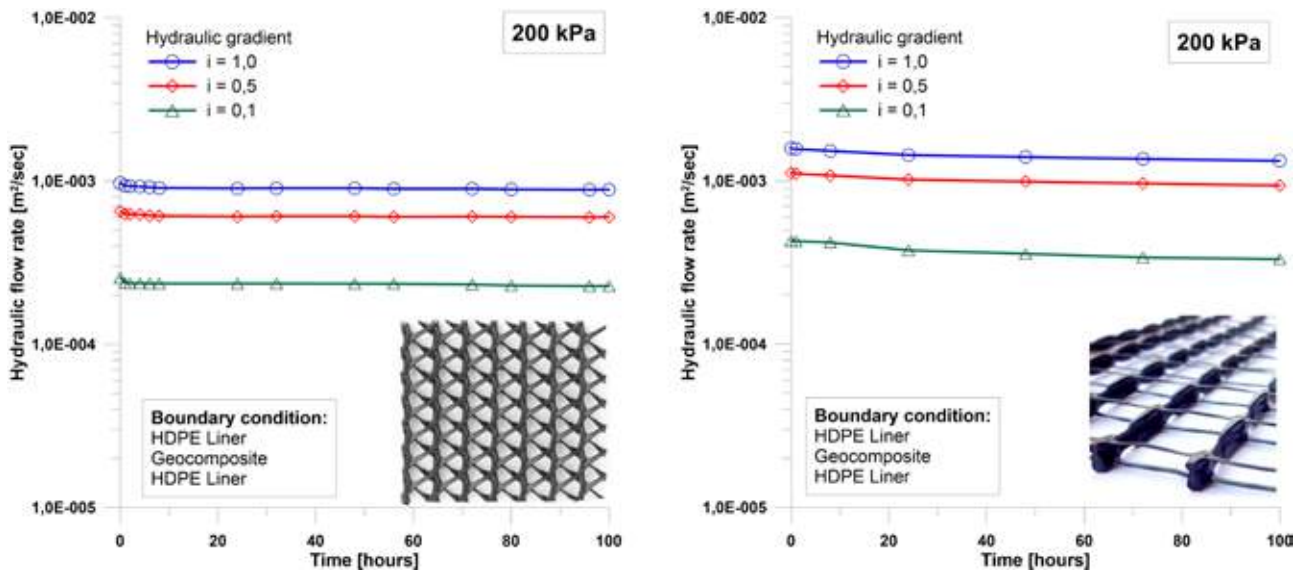 1,0E-002
Hydraulic gradient
i = 1,0
i = 0,5
i = 0,1
200 kPa
1,0E-003
1,0E-004
1,0E-005
Hydraulic flow rate [m²/sec]
Boundary condition:
HDPE Liner
Geocomposite
HDPE Liner
0 20 40 60 80 100
Time [hours]
1,0E-002
Hydraulic gradient
i = 1,0
i = 0,5
i = 0,1
200 kPa
1,0E-003
1,0E-004
1,0E-005
Hydraulic flow rate [m²/sec]
Boundary condition:
HDPE Liner
Geocomposite
HDPE Liner
0 20 40 60 80 100
Time [hours]